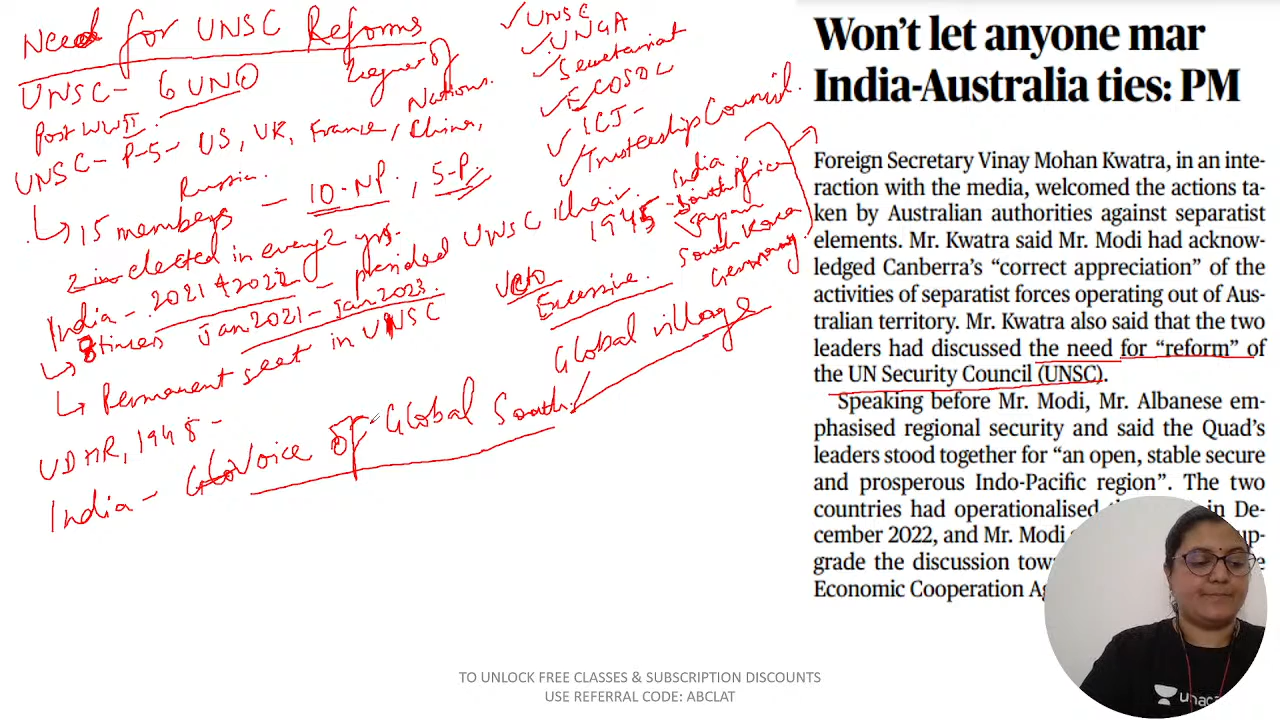 Need for UNSC Reforms
UNSC - 6 UNO
League of Nations.
Post WW II
UNSC - P-5 - US, UK, France, China,
Russia.
↳ 15 members - 10-NP, 5-P.
2 in elected in every 2 yrs.
India - 2021 & 2022 - presided UNSC Chair.
↳ 8 times Jan 2021 - Jan 2023.
↳ Permanent seat in UNSC
UDHR, 1948 -
India - Glo Voice of Global South.
✓ UNSC
✓ UNGA
✓ Secretariat
✓ ECOSOC
✓ ICJ -
✓ Trusteeship Council.
1945 - India
South Africa
Japan
South Korea
Germany.
Veto
Excessive.
Global village
Won't let anyone mar
India-Australia ties: PM
Foreign Secretary Vinay Mohan Kwatra, in an inte-
raction with the media, welcomed the actions ta-
ken by Australian authorities against separatist
elements. Mr. Kwatra said Mr. Modi had acknow-
ledged Canberra's “correct appreciation” of the
activities of separatist forces operating out of Aus-
tralian territory. Mr. Kwatra also said that the two
leaders had discussed the need for “reform” of
the UN Security Council (UNSC).
Speaking before Mr. Modi, Mr. Albanese em-
phasised regional security and said the Quad's
leaders stood together for “an open, stable secure
and prosperous Indo-Pacific region”. The two
countries had operationalised in De-
cember 2022, and Mr. Modi up-
grade the discussion
Economic Cooperation
TO UNLOCK FREE CLASSES & SUBSCRIPTION DISCOUNTS
USE REFERRAL CODE: ABCLAT